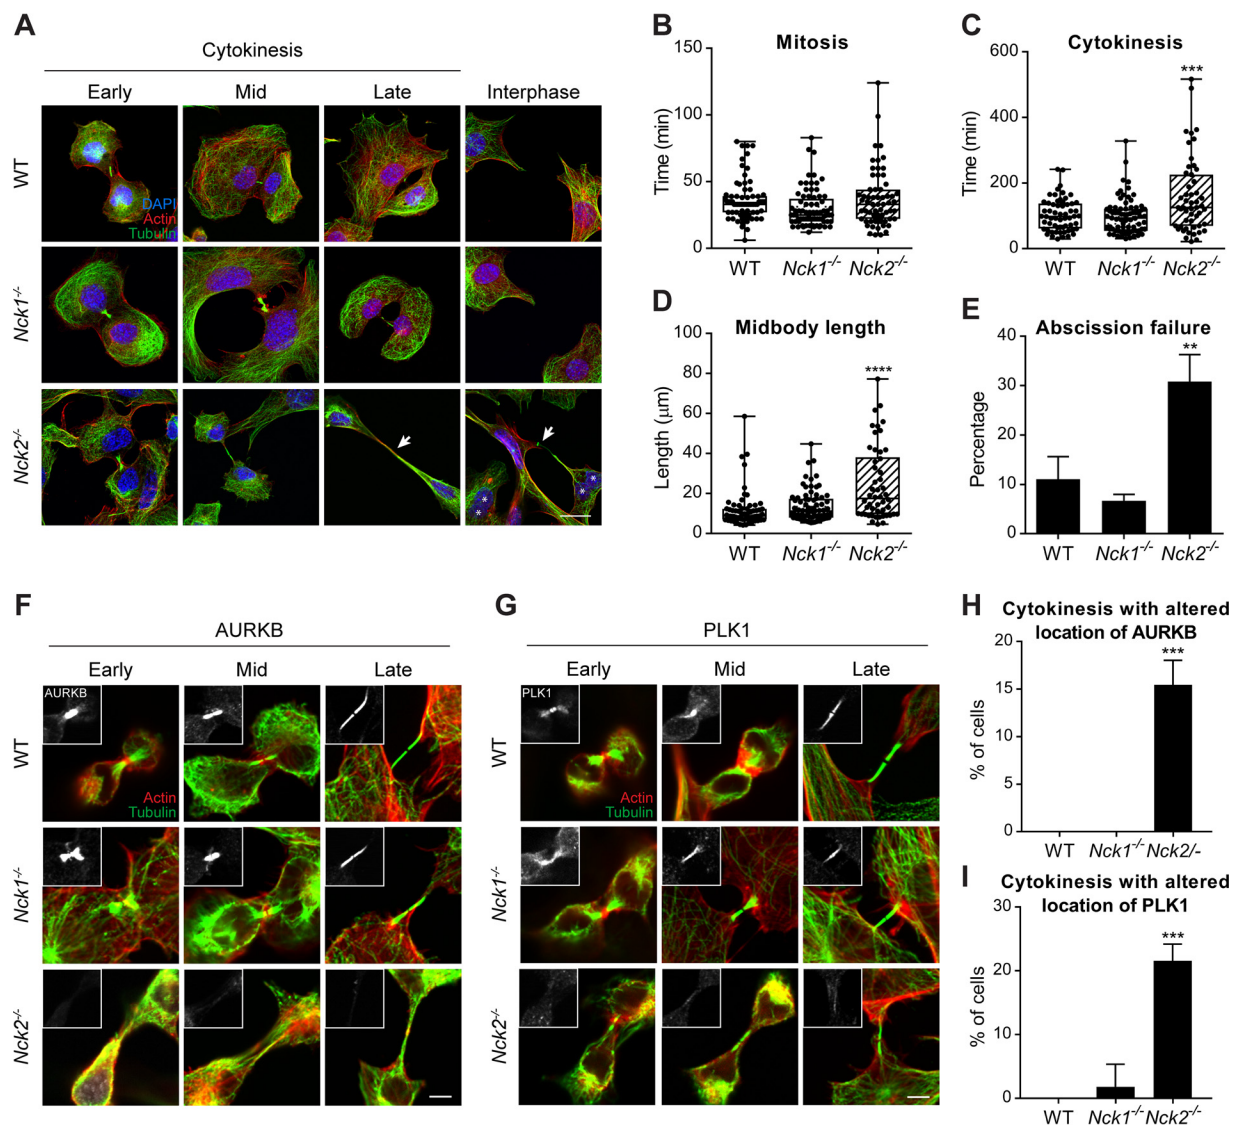 A
Cytokinesis
Early
Mid
Late
Interphase
WT
DAPI
Actin
Tubulin
Nck1-/-
Nck2-/-
*
*
*
*
B
Mitosis
Time (min)
150
100
50
0
WT
Nck1-/-
Nck2-/-
C
Cytokinesis
Time (min)
600
400
200
0
***
WT
Nck1-/-
Nck2-/-
D
Midbody length
Length (μm)
100
80
60
40
20
0
****
WT
Nck1-/-
Nck2-/-
E
Abscission failure
Percentage
40
30
20
10
0
**
WT
Nck1-/-
Nck2-/-
F
AURKB
Early
Mid
Late
WT
AURKB
Actin
Tubulin
Nck1-/-
Nck2-/-
G
PLK1
Early
Mid
Late
WT
PLK1
Actin
Tubulin
Nck1-/-
Nck2-/-
H
Cytokinesis with altered
location of AURKB
% of cells
20
15
10
5
0
***
WT
Nck1-/-
Nck2/-
I
Cytokinesis with altered
location of PLK1
% of cells
30
20
10
0
***
WT
Nck1-/-
Nck2-/-